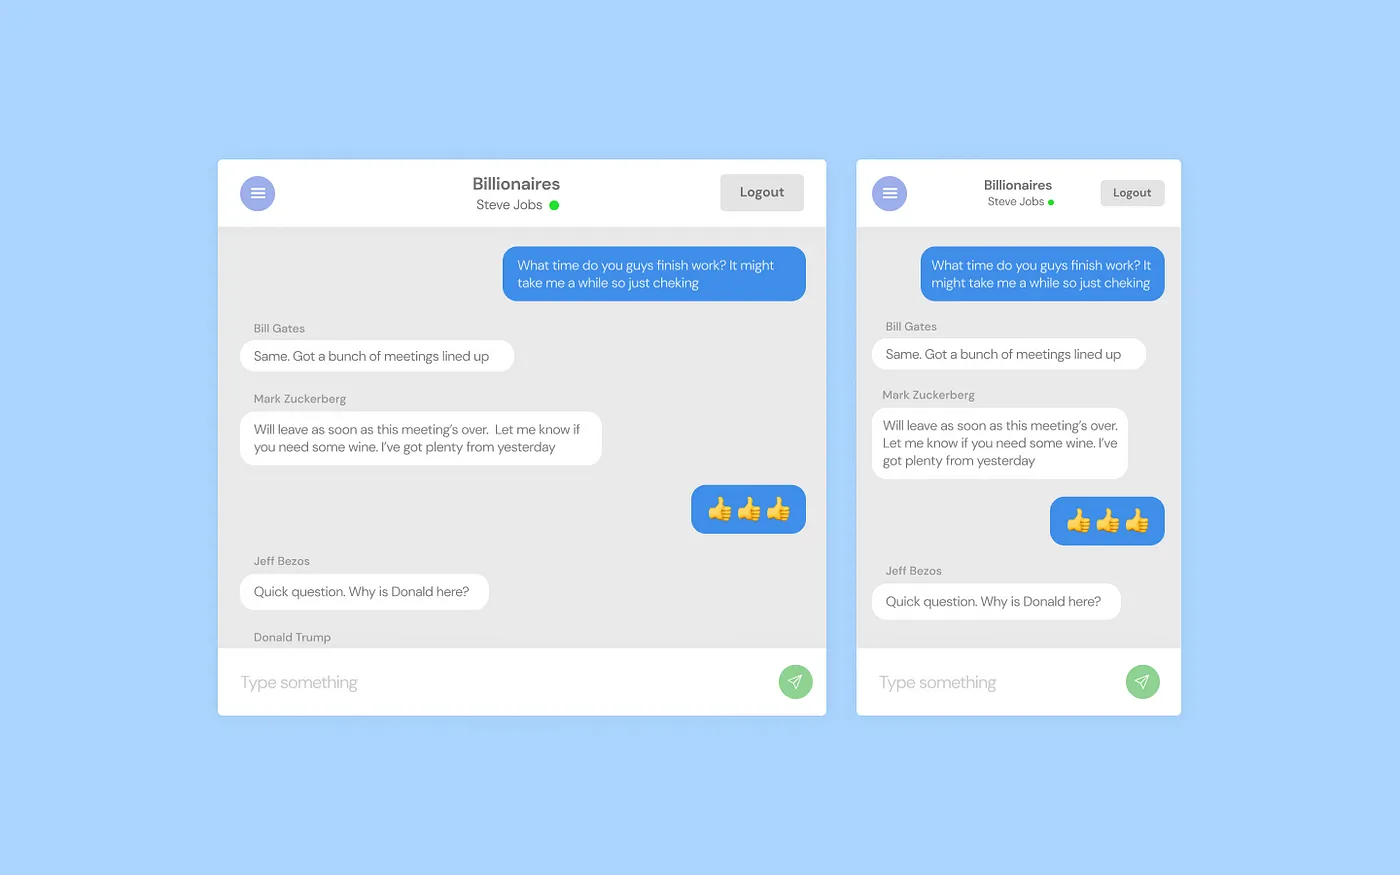 Billionaires
Steve Jobs
Logout
What time do you guys finish work? It might
take me a while so just cheking
Bill Gates
Same. Got a bunch of meetings lined up
Mark Zuckerberg
Will leave as soon as this meeting's over.  Let me know if
you need some wine. I've got plenty from yesterday
Jeff Bezos
Quick question. Why is Donald here?
Donald Trump
Type something
Billionaires
Steve Jobs
Logout
What time do you guys finish work? It
might take me a while so just cheking
Bill Gates
Same. Got a bunch of meetings lined up
Mark Zuckerberg
Will leave as soon as this meeting's over.
Let me know if you need some wine. I've
got plenty from yesterday
Jeff Bezos
Quick question. Why is Donald here?
Type something